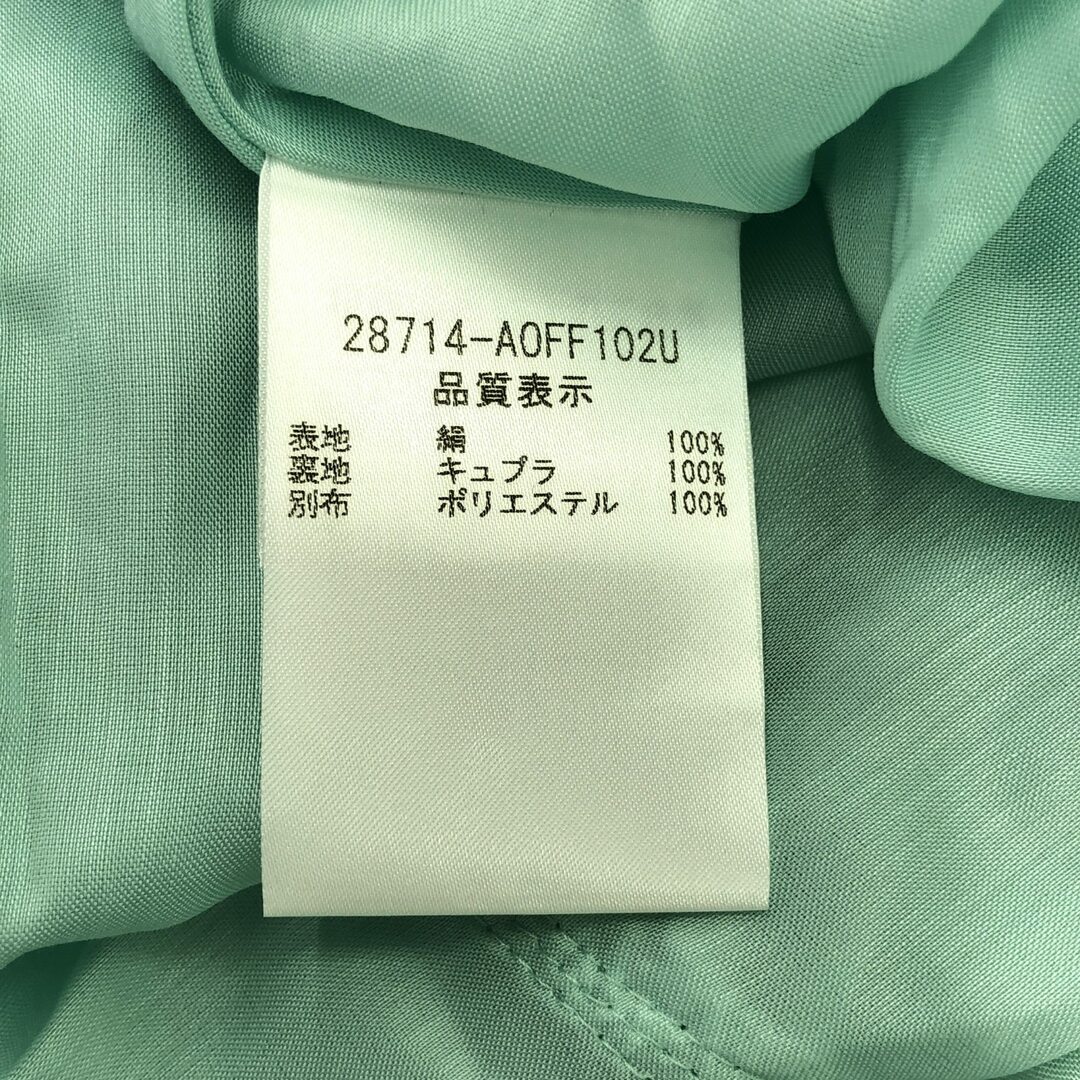 28714-A0FF102U
品質表示
表地 絹 100%
裏地 キュプラ 100%
別布 ポリエステル 100%